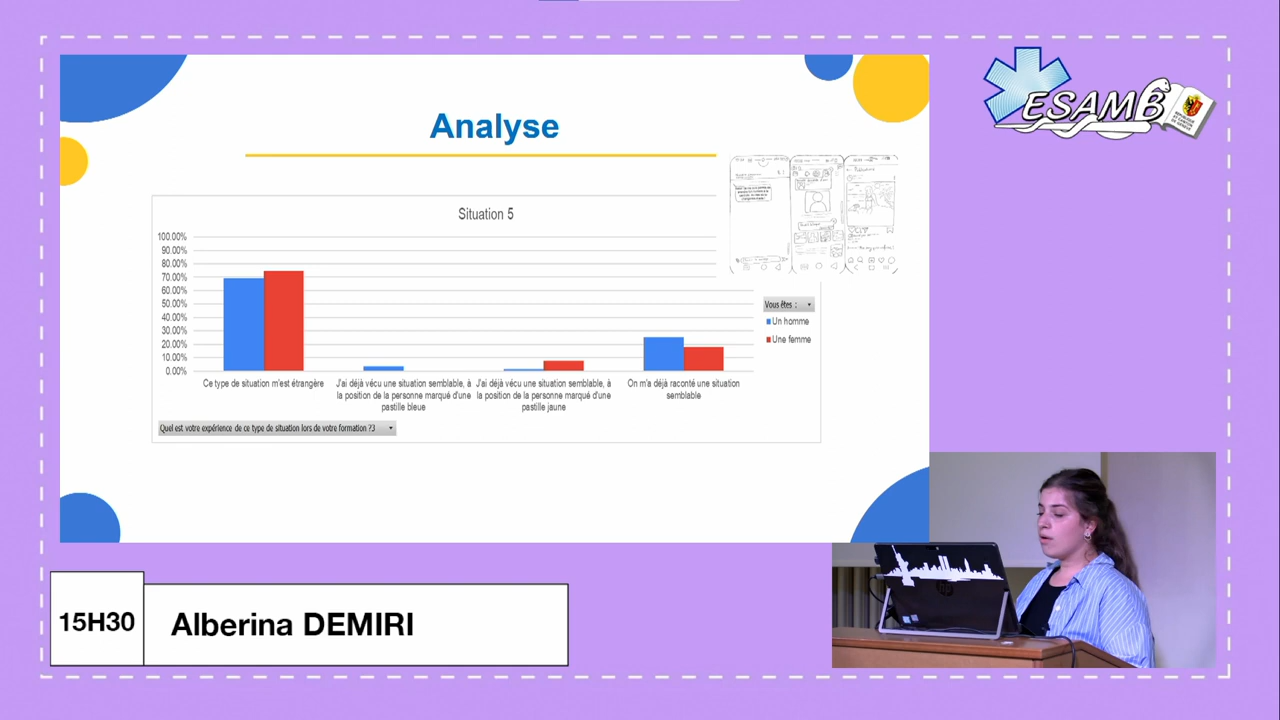 ESAMB
Analyse
Situation 5
100.00%
90.00%
80.00%
70.00%
60.00%
50.00%
40.00%
30.00%
20.00%
10.00%
0.00%
Vous êtes :
Un homme
Une femme
Ce type de situation m'est étrangère
J'ai déjà vécu une situation semblable, à
la position de la personne marqué d'une
pastille bleue
J'ai déjà vécu une situation semblable, à
la position de la personne marqué d'une
pastille jaune
On m'a déjà raconté une situation
semblable
Quel est votre expérience de ce type de situation lors de votre formation ?3
hp
15H30
Alberina DEMIRI